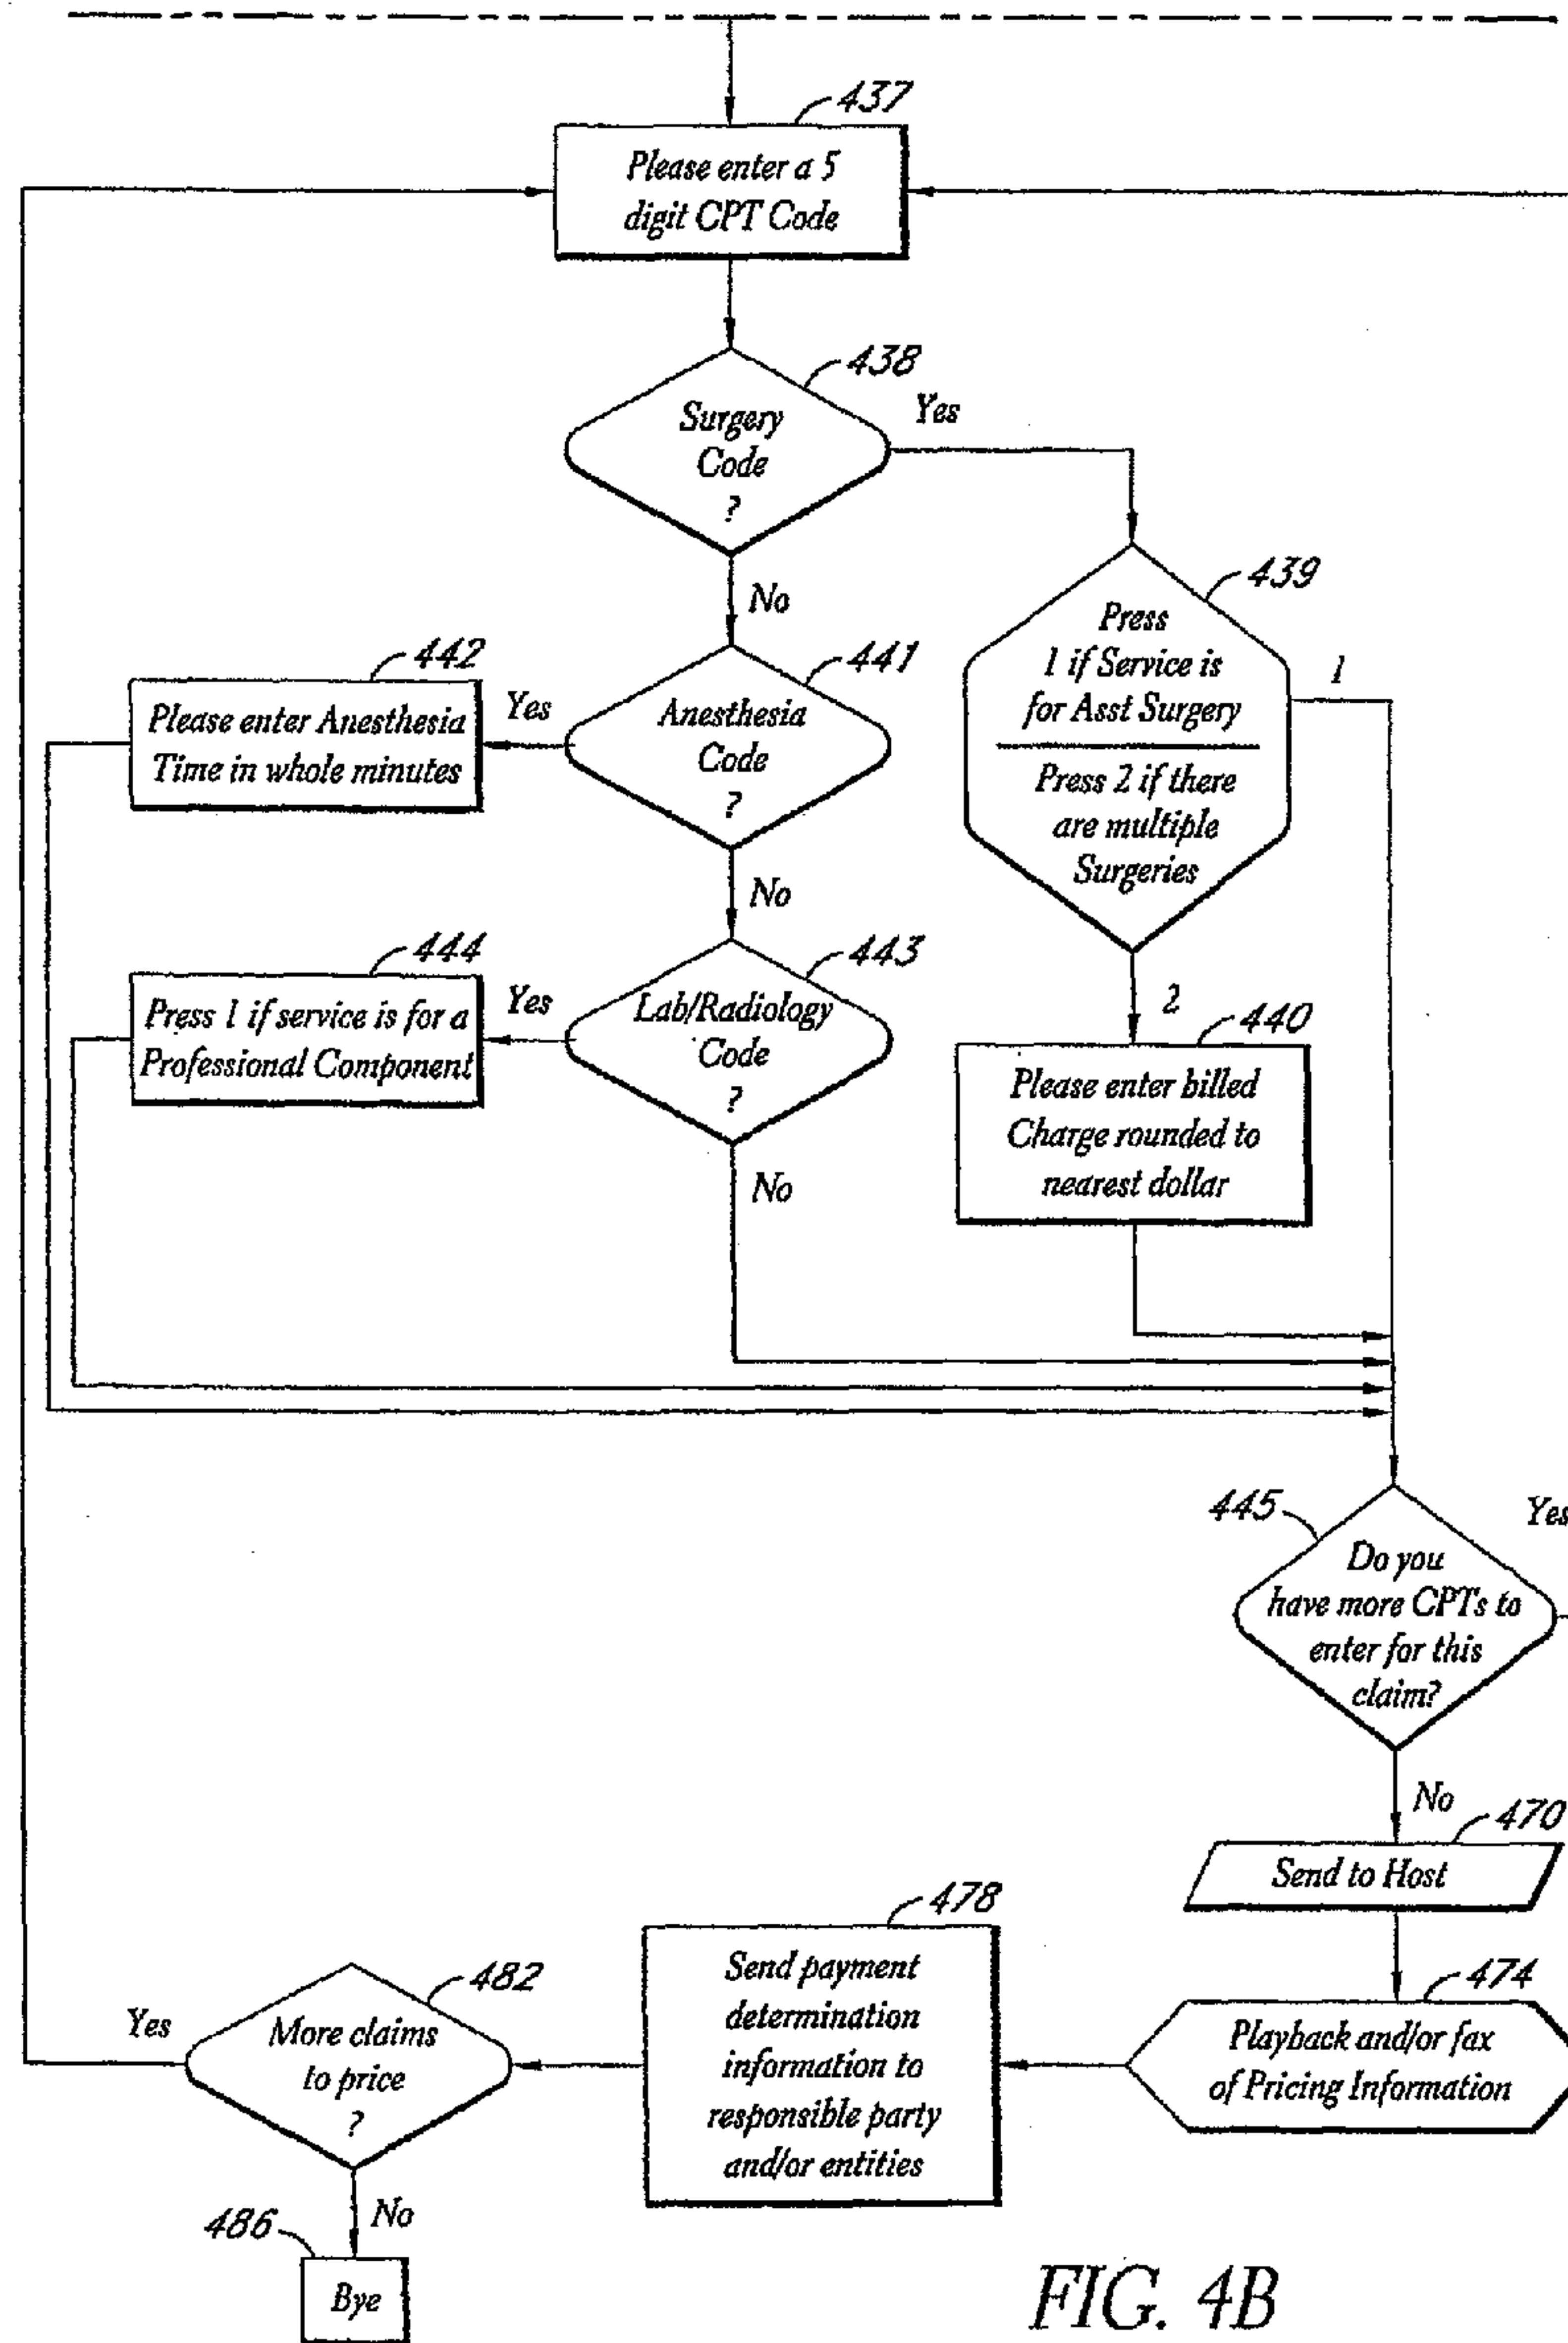 437
Please enter a 5
digit CPT Code
438
Surgery
Code
?
Yes
No
439
Press
1 if Service is
for Asst Surgery
Press 2 if there
are multiple
Surgeries
1
2
442
Please enter Anesthesia
Time in whole minutes
Yes
441
Anesthesia
Code
?
No
444
Press 1 if service is for a
Professional Component
Yes
443
Lab/Radiology
Code
?
No
440
Please enter billed
Charge rounded to
nearest dollar
445
Do you
have more CPTs to
enter for this
claim?
Yes
No
470
Send to Host
474
Playback and/or fax
of Pricing Information
478
Send payment
determination
information to
responsible party
and/or entities
482
More claims
to price
?
Yes
No
486
Bye
FIG. 4B